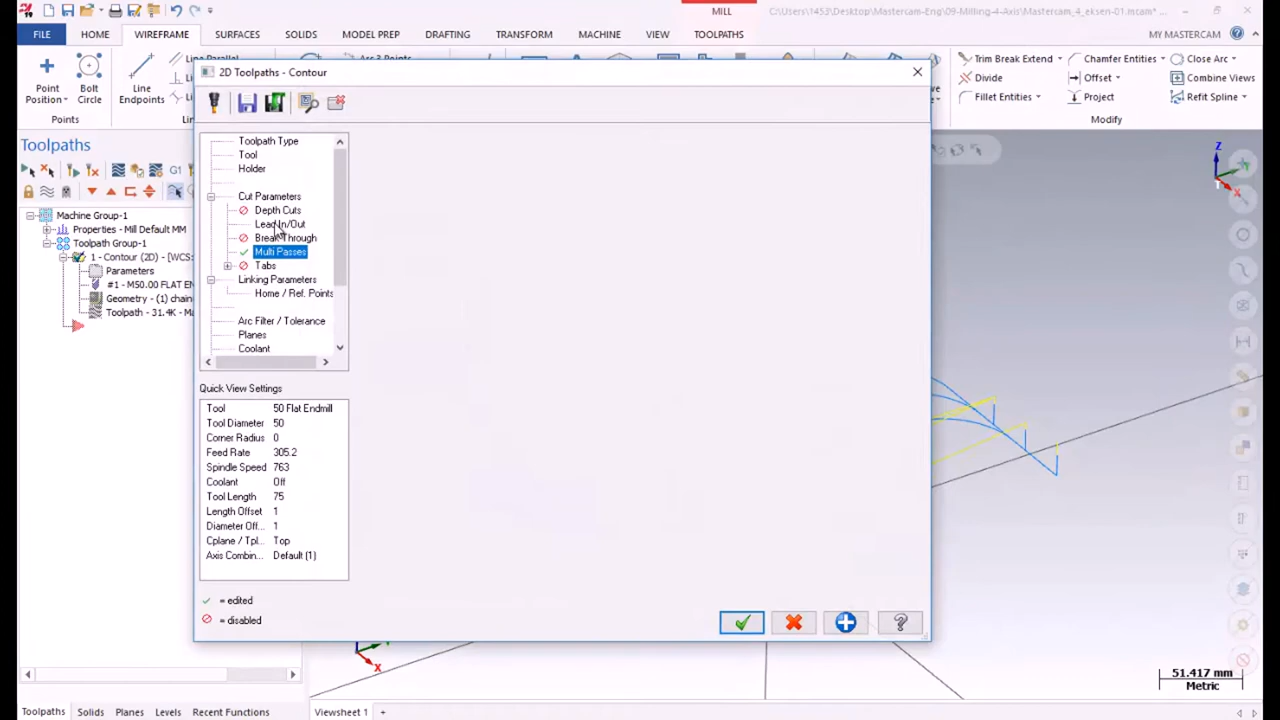 19
MILL
C:\Users\1453\Desktop\Mastercam-Eng\09-Milling-4-Axis\Mastercam_4_eksen-01.mcam*
FILE HOME WIREFRAME SURFACES SOLIDS MODEL PREP DRAFTING TRANSFORM MACHINE VIEW TOOLPATHS MY MASTERCAM
Point Position
Bolt Circle
Line Endpoints
Points
Trim Break Extend
Chamfer Entities
Close Arc
Divide
Offset
Combine Views
Fillet Entities
Project
Refit Spline
Modify
2D Toolpaths - Contour
Toolpaths
G1
Machine Group-1
Properties - Mill Default MM
Toolpath Group-1
1 - Contour (2D) - [WCS:
Parameters
#1 - M50.00 FLAT EN
Geometry - (1) chain
Toolpath - 31.4K - Ma
Toolpath Type
Tool
Holder
Cut Parameters
Depth Cuts
Lead In/Out
Break Through
Multi Passes
Tabs
Linking Parameters
Home / Ref. Points
Arc Filter / Tolerance
Planes
Coolant
Quick View Settings
Tool 50 Flat Endmill
Tool Diameter 50
Corner Radius 0
Feed Rate 305.2
Spindle Speed 763
Coolant Off
Tool Length 75
Length Offset 1
Diameter Off... 1
Cplane / Tpl... Top
Axis Combin... Default (1)
= edited
= disabled
Z
X
X
51.417 mm
Metric
Toolpaths Solids Planes Levels Recent Functions
Viewsheet 1 +